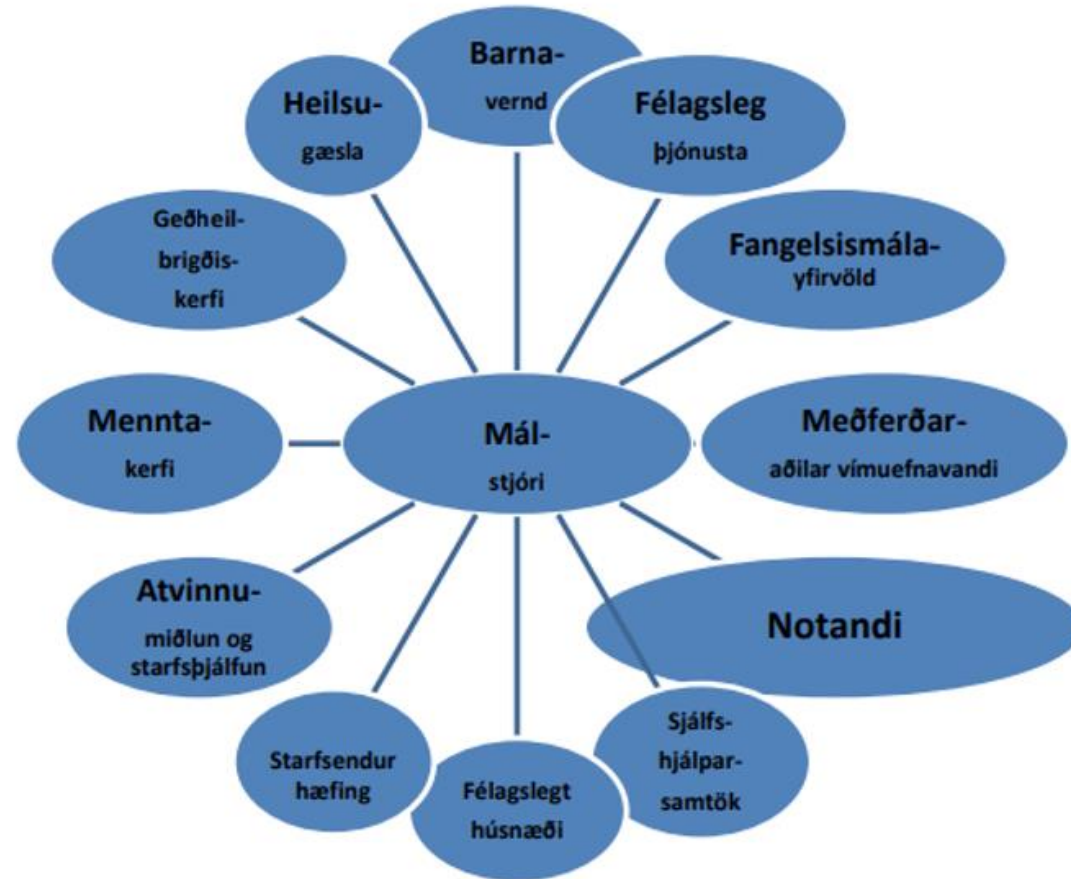 Barna-
vernd
Félagsleg
þjónusta
Fangelsismála-
yfirvöld
Meðferðar-
aðilar vímuefnavandi
Notandi
Sjálfs-
hjálpar-
samtök
Félagslegt
húsnæði
Starfsendur
hæfing
Atvinnu-
miðlun og
starfsþjálfun
Mennta-
kerfi
Geðheil-
brigðis-
kerfi
Heilsu-
gæsla
Mál-
stjóri